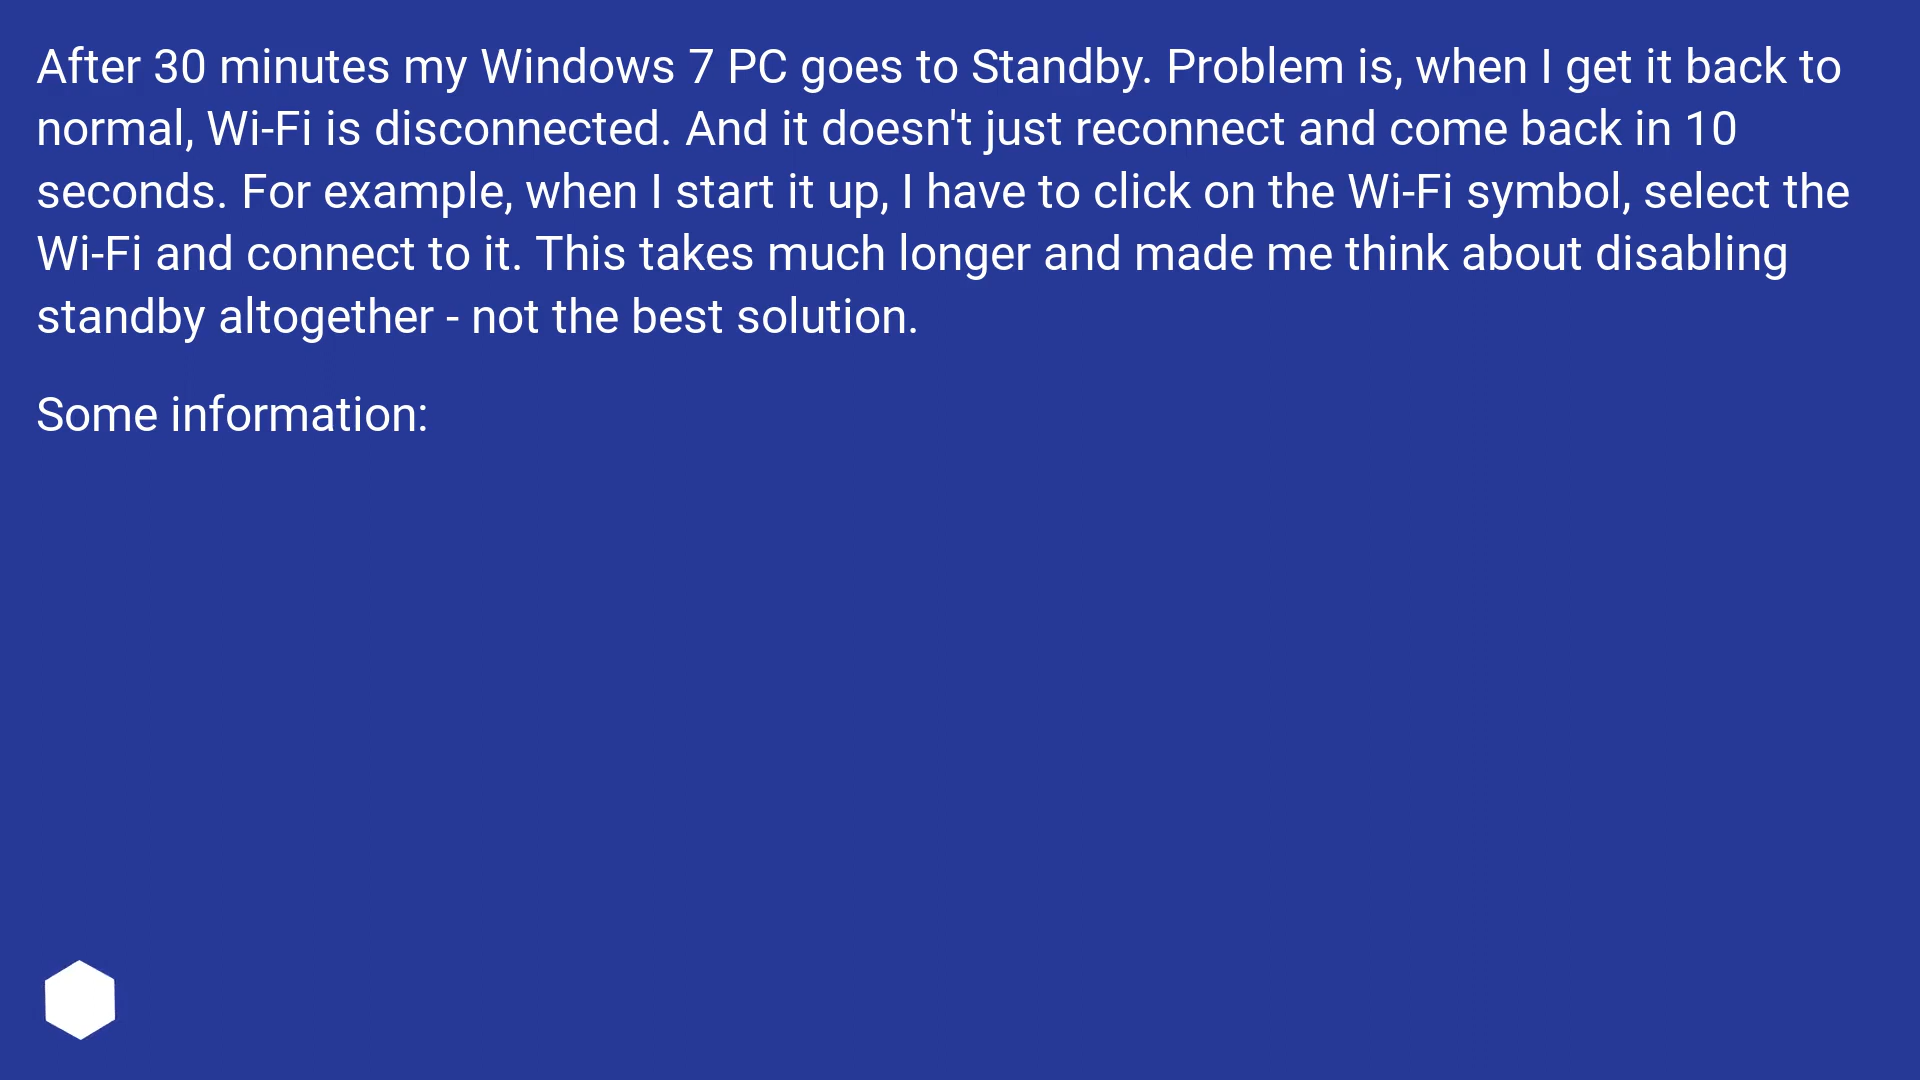 After 30 minutes my Windows 7 PC goes to Standby. Problem is, when I get it back to
normal, Wi-Fi is disconnected. And it doesn't just reconnect and come back in 10
seconds. For example, when I start it up, I have to click on the Wi-Fi symbol, select the
Wi-Fi and connect to it. This takes much longer and made me think about disabling
standby altogether - not the best solution.
Some information: